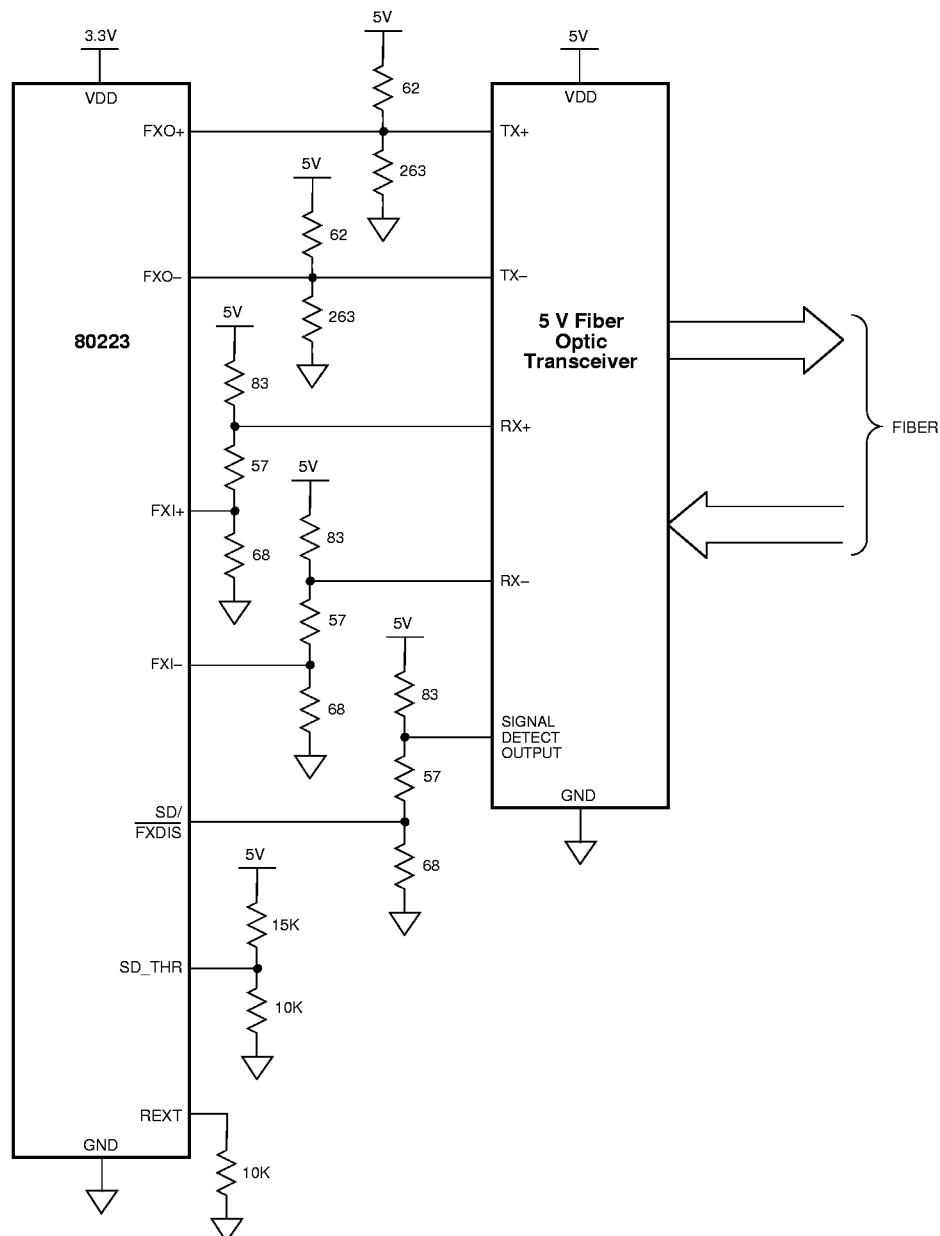 5V
3.3V
5V
VDD
VDD
62
FXO+
TX+
5V
263
62
FXO–
TX–
5V
263
5 V Fiber
Optic
Transceiver
80223
83
RX+
FIBER
57
5V
FXI+
83
68
RX–
57
5V
FXI–
83
68
SIGNAL
DETECT
OUTPUT
57
GND
SD/
FXDIS
5V
68
15K
SD_THR
10K
REXT
GND
10K